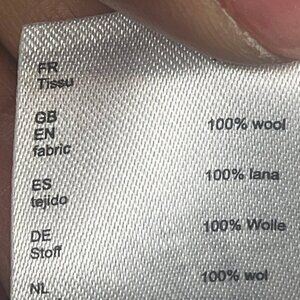 FR
Tissu
GB
EN
fabric
100% wool
ES
tejido
100% lana
DE
Stoff
100% Wolle
NL
100% wol